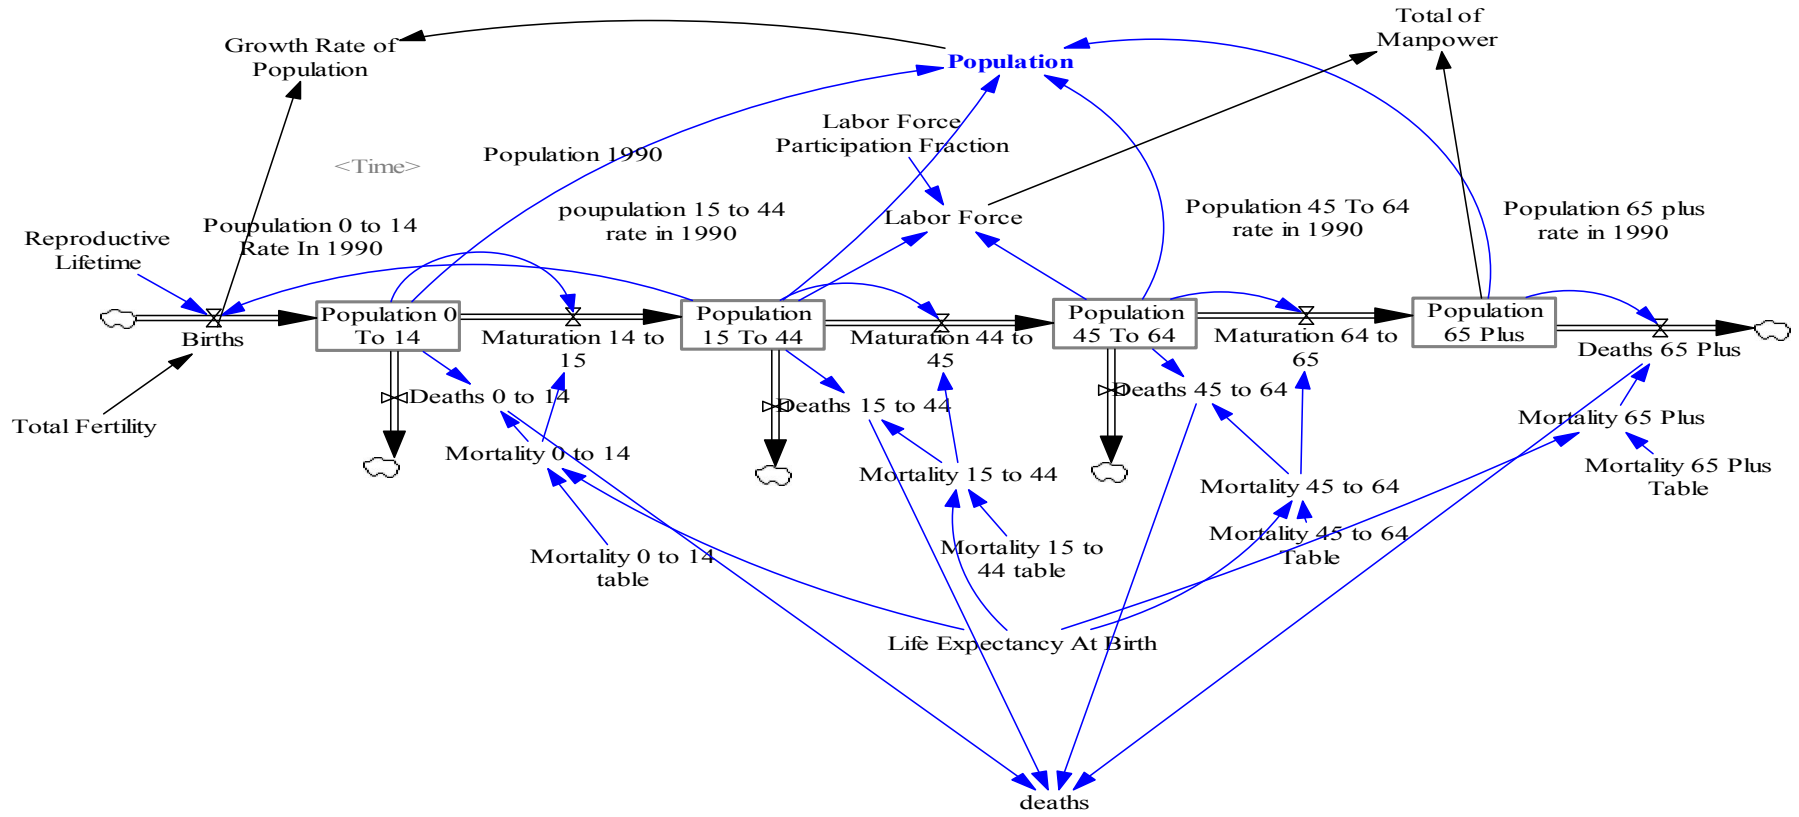 Total of
Manpower
Growth Rate of
Population
Population
Labor Force
Participation Fraction
Population 1990
<Time>
Poupulation 0 to 14
Rate In 1990
poupulation 15 to 44
rate in 1990
Labor Force
Population 45 To 64
rate in 1990
Population 65 plus
rate in 1990
Reproductive
Lifetime
Births
Population 0
To 14
Maturation 14 to
15
Population
15 To 44
Maturation 44 to
45
Population
45 To 64
Maturation 64 to
65
Population
65 Plus
Deaths 65 Plus
Total Fertility
Deaths 0 to 14
Deaths 15 to 44
Deaths 45 to 64
Mortality 65 Plus
Mortality 0 to 14
Mortality 15 to 44
Mortality 45 to 64
Mortality 65 Plus
Table
Mortality 0 to 14
table
Mortality 15 to
44 table
Mortality 45 to 64
Table
Life Expectancy At Birth
deaths